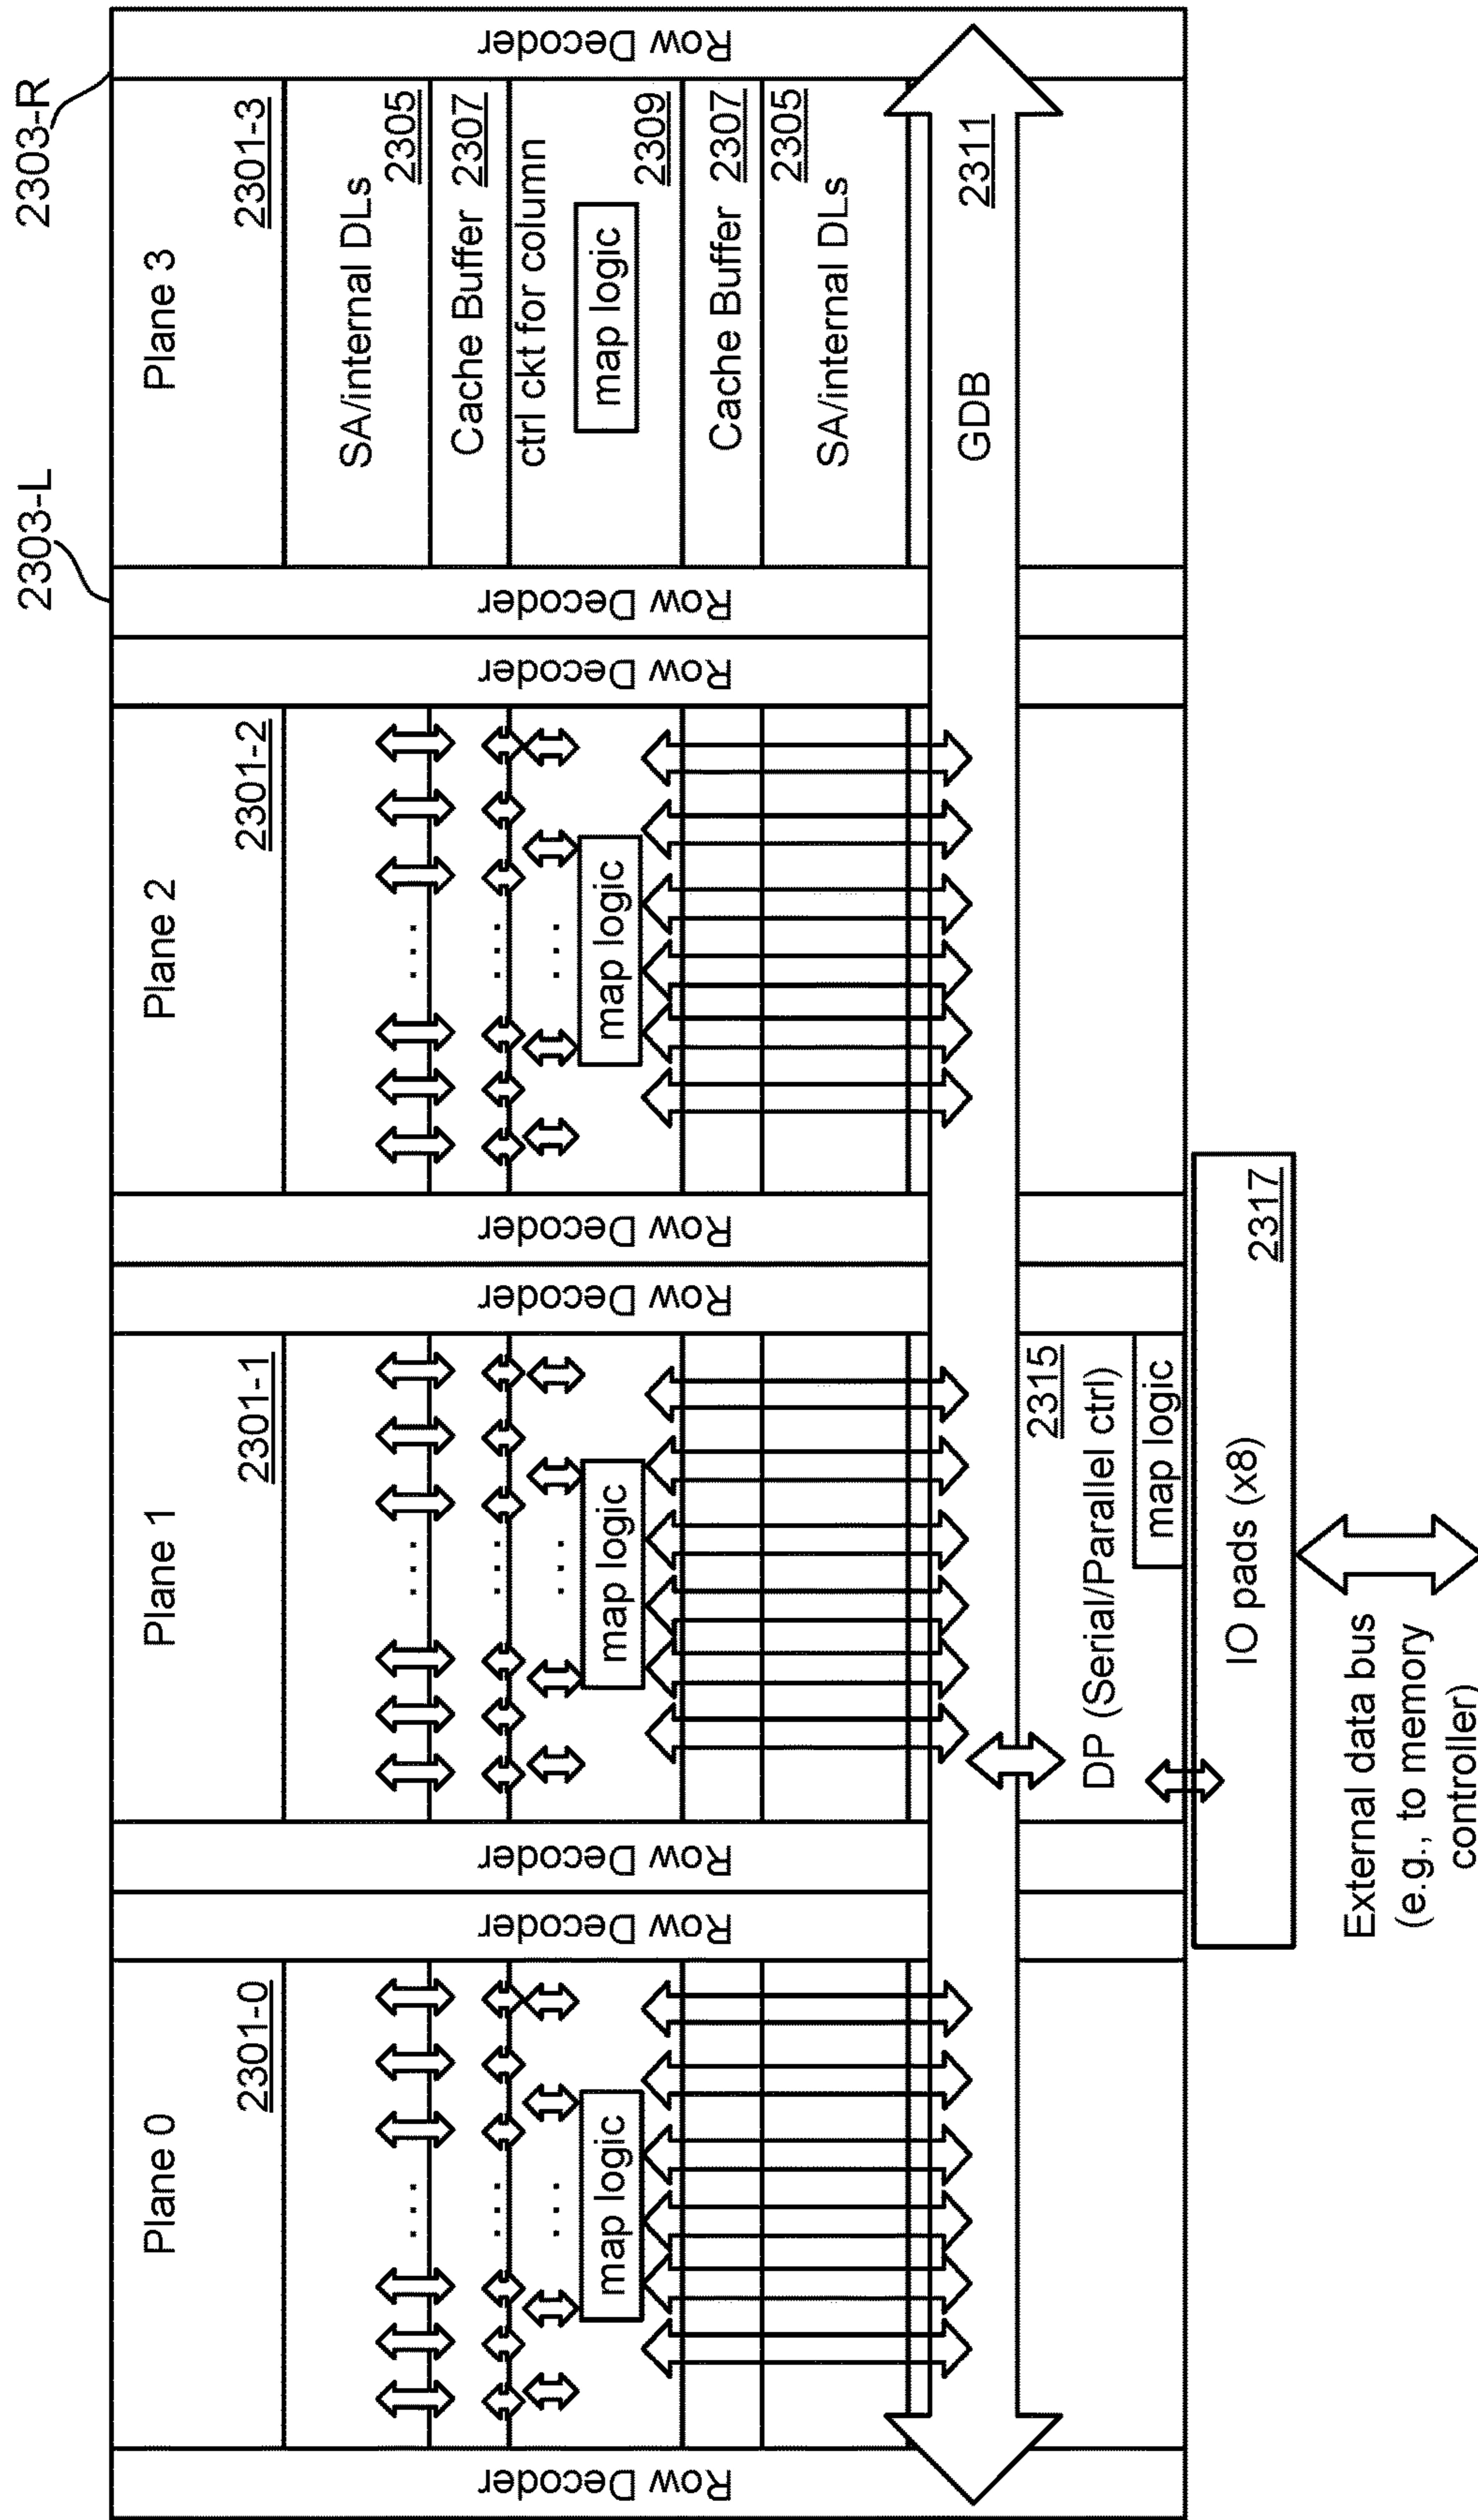 2303-L
2303-R
Row Decoder
Plane 0
2301-0
map logic
Row Decoder
Row Decoder
Plane 1
2301-1
map logic
Row Decoder
Row Decoder
Plane 2
2301-2
map logic
Row Decoder
Row Decoder
Plane 3
2301-3
SA/internal DLs
2305
Cache Buffer 2307
ctrl ckt for column
map logic
2309
Cache Buffer 2307
2305
SA/internal DLs
Row Decoder
GDB
2311
2315
DP (Serial/Parallel ctrl)
map logic
IO pads (x8)
2317
External data bus
(e.g., to memory
controller)